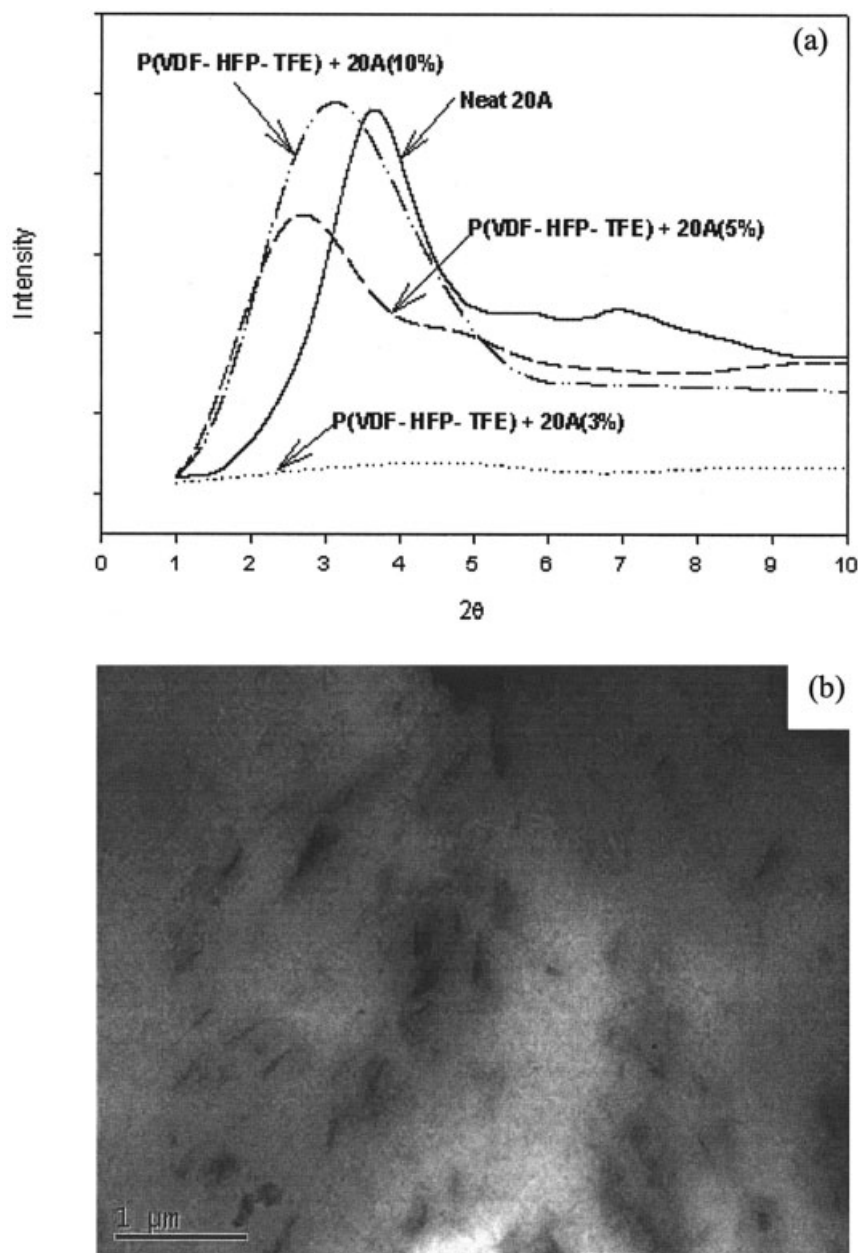 (a)
P(VDF- HFP- TFE) + 20A(10%)
Neat 20A
P(VDF- HFP- TFE) + 20A(5%)
Intensity
P(VDF- HFP- TFE) + 20A(3%)
0 1 2 3 4 5 6 7 8 9 10
2θ
(b)
1 µm